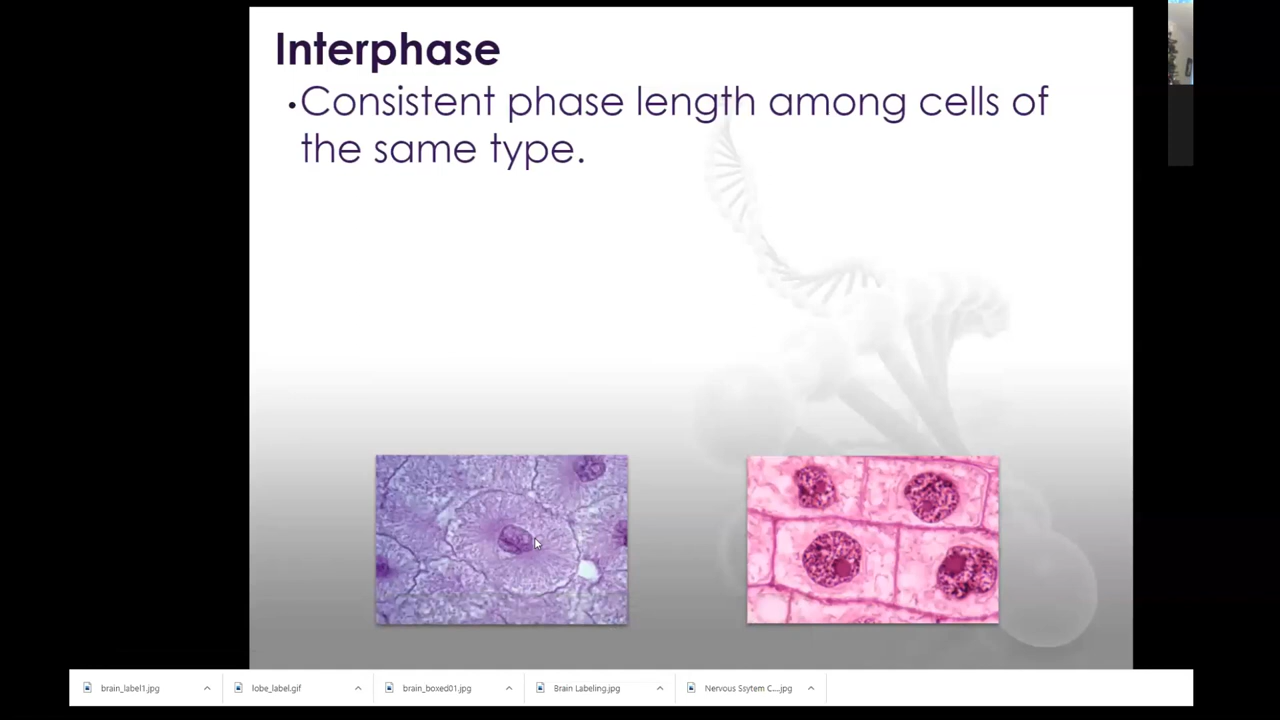 Interphase
•Consistent phase length among cells of
the same type.
brain_label1.jpg
lobe_label.gif
brain_boxed01.jpg
Brain Labeling.jpg
Nervous Ssytem C....jpg